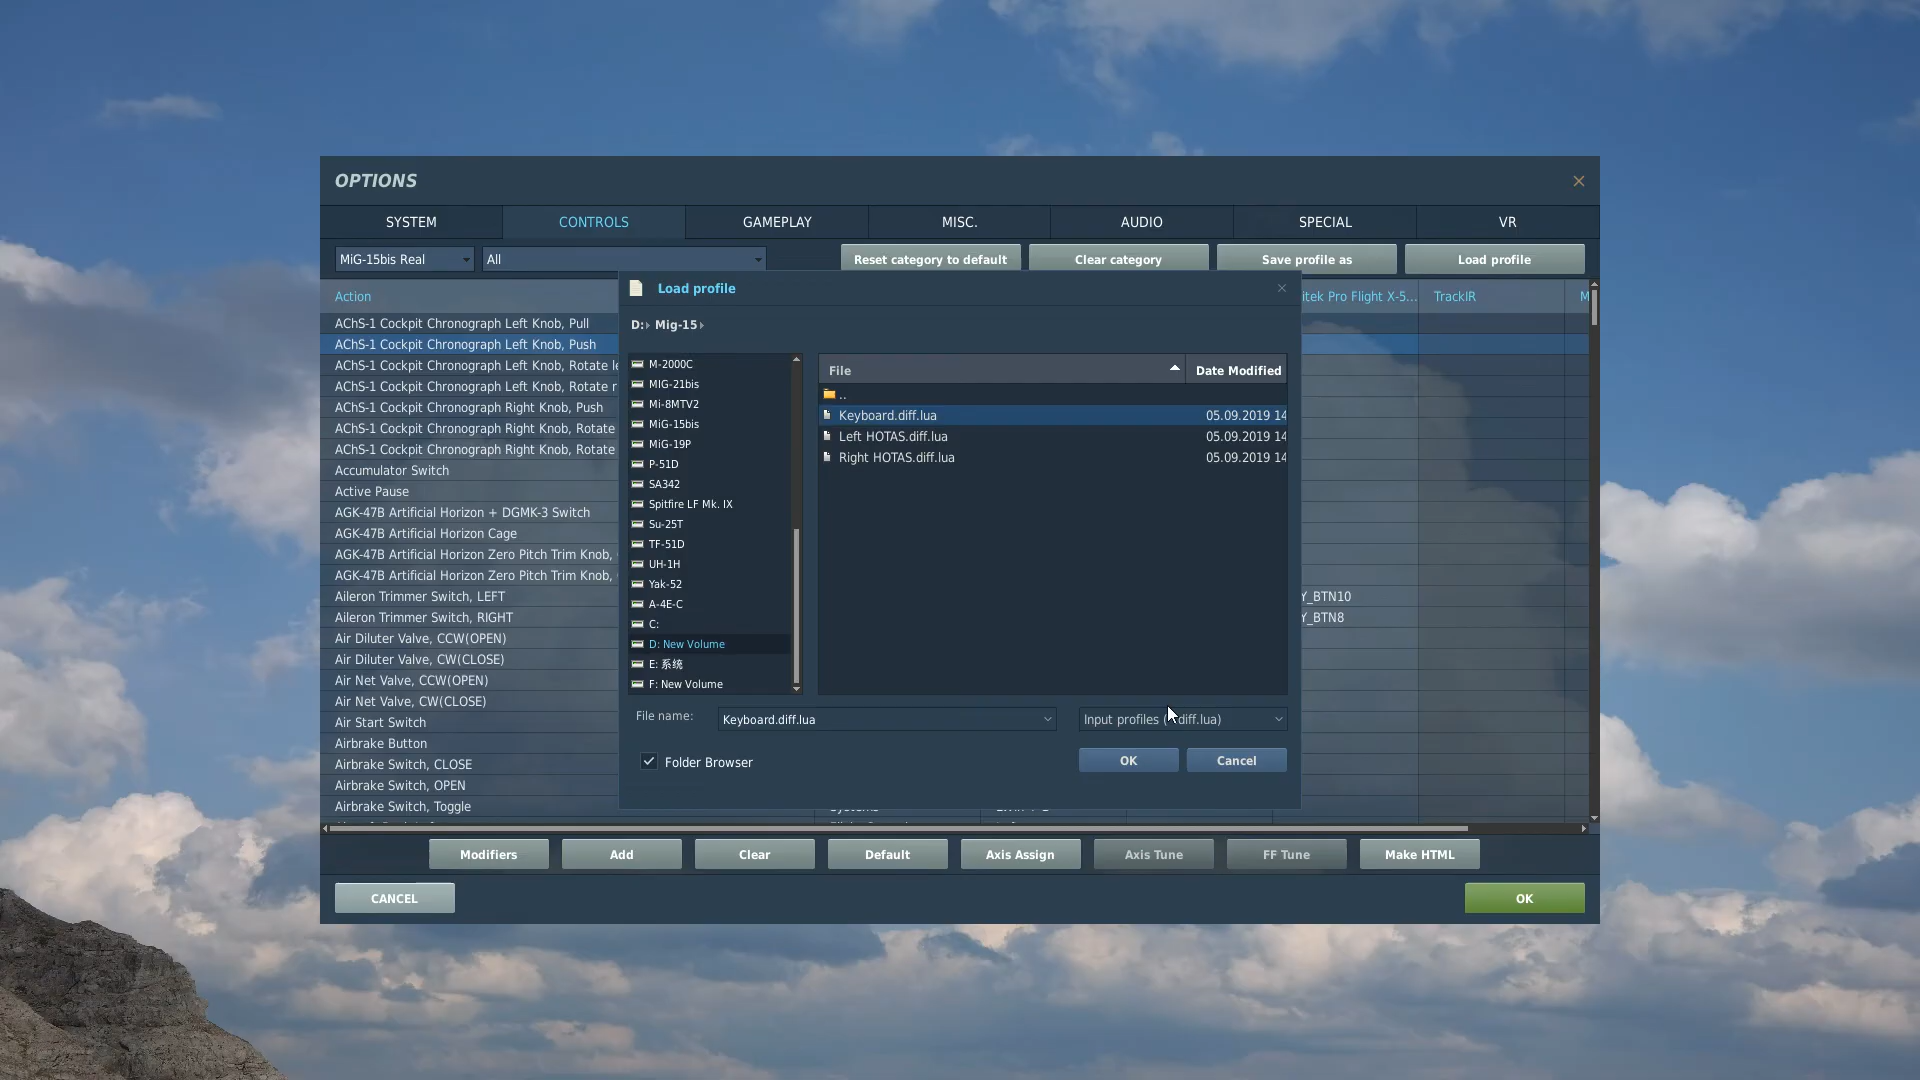 OPTIONS
SYSTEM CONTROLS GAMEPLAY MISC. AUDIO SPECIAL VR
MiG-15bis Real All Reset category to default Clear category Save profile as Load profile
Load profile
Action
itek Pro Flight X-5... TrackIR M
D: Mig-15
AChS-1 Cockpit Chronograph Left Knob, Pull
AChS-1 Cockpit Chronograph Left Knob, Push
AChS-1 Cockpit Chronograph Left Knob, Rotate le
AChS-1 Cockpit Chronograph Left Knob, Rotate r
AChS-1 Cockpit Chronograph Right Knob, Push
AChS-1 Cockpit Chronograph Right Knob, Rotate
AChS-1 Cockpit Chronograph Right Knob, Rotate
Accumulator Switch
Active Pause
AGK-47B Artificial Horizon + DGMK-3 Switch
AGK-47B Artificial Horizon Cage
AGK-47B Artificial Horizon Zero Pitch Trim Knob,
AGK-47B Artificial Horizon Zero Pitch Trim Knob,
Aileron Trimmer Switch, LEFT
Aileron Trimmer Switch, RIGHT
Air Diluter Valve, CCW(OPEN)
Air Diluter Valve, CCW(CLOSE)
Air Net Valve, CCW(OPEN)
Air Net Valve, CW(CLOSE)
Air Start Switch
Airbrake Button
Airbrake Switch, CLOSE
Airbrake Switch, OPEN
Airbrake Switch, Toggle
M-2000C
MIG-21bis
Mi-8MTV2
MiG-15bis
MiG-19P
P-51D
SA342
Spitfire LF Mk. IX
Su-25T
TF-51D
UH-1H
Yak-52
A-4E-C
C:
D: New Volume
E: 系统
F: New Volume
File Date Modified
..
Keyboard.diff.lua 05.09.2019 14
Left HOTAS.diff.lua 05.09.2019 14
Right HOTAS.diff.lua 05.09.2019 14
Y_BTN10
Y_BTN8
File name: Keyboard.diff.lua Input profiles ( diff.lua)
Folder Browser OK Cancel
Modifiers Add Clear Default Axis Assign Axis Tune FF Tune Make HTML
CANCEL OK